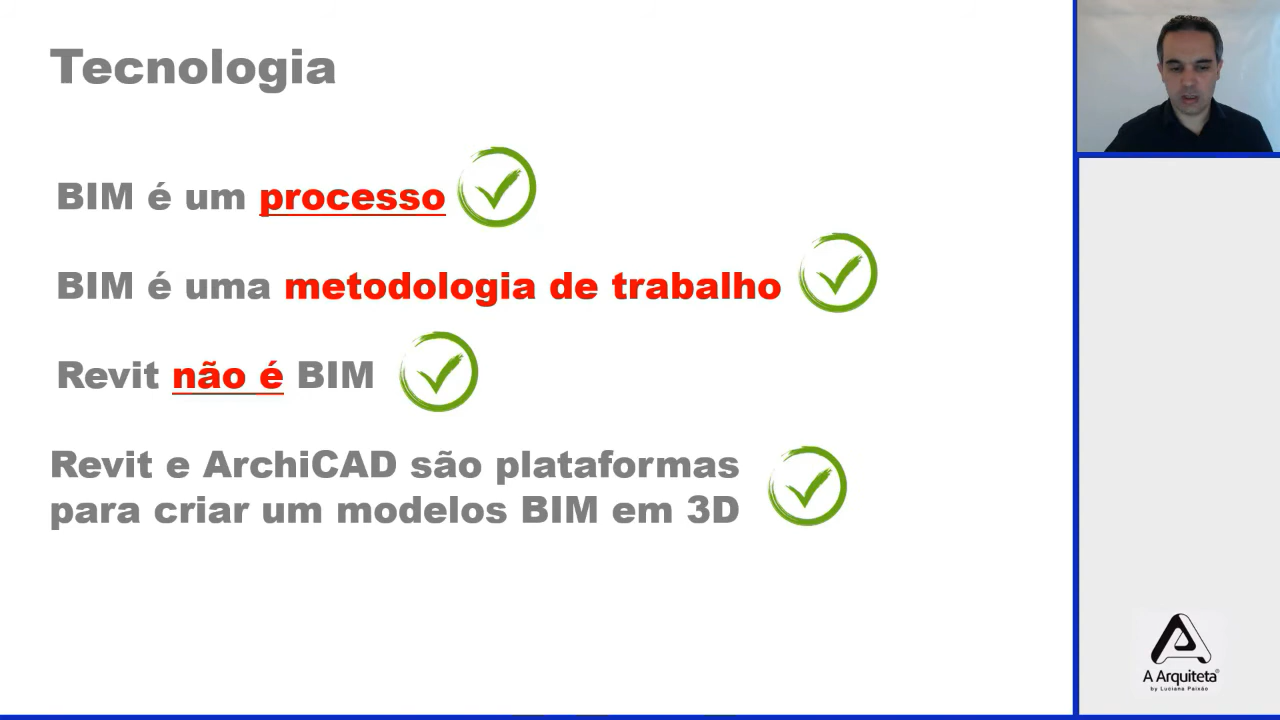 Tecnologia
BIM é um processo
BIM é uma metodologia de trabalho
Revit não é BIM
Revit e ArchiCAD são plataformas
para criar um modelos BIM em 3D
A Arquiteta®
by Luciana Paixão